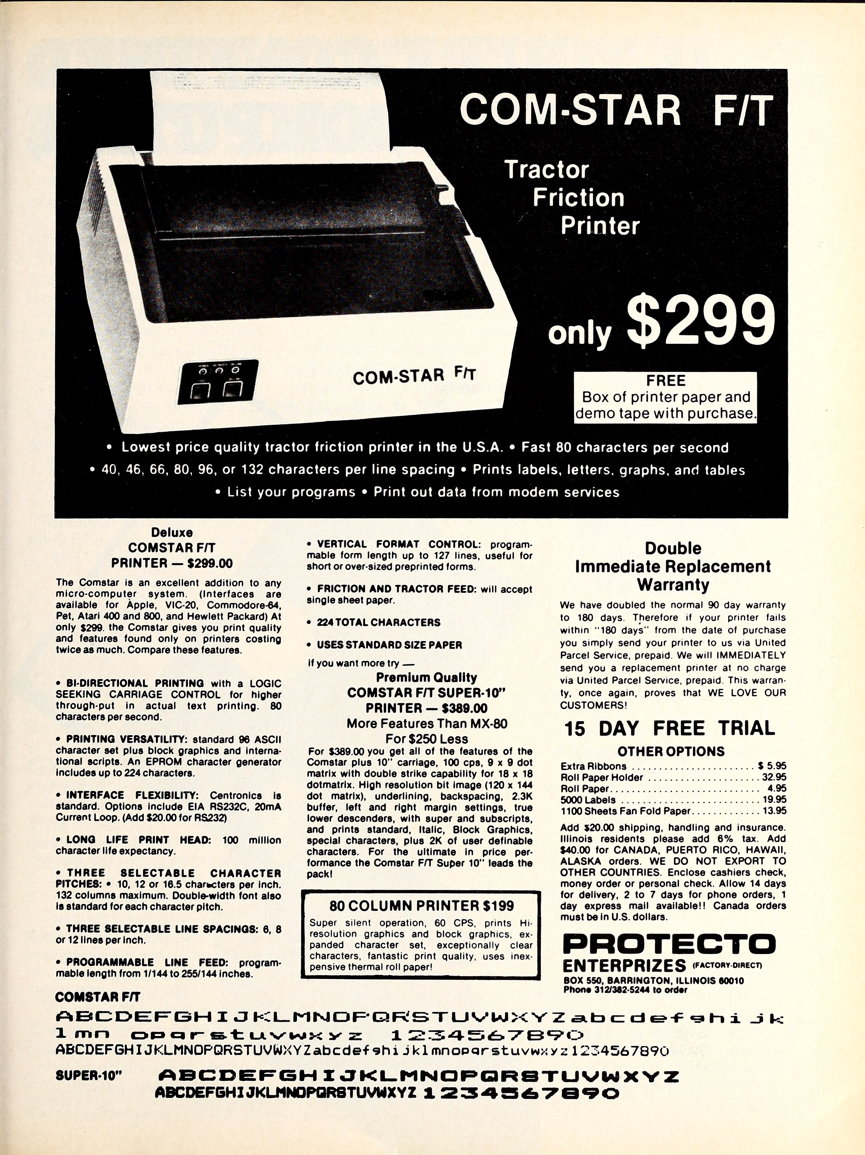 COM-STAR F/T
Tractor
Friction
Printer
only $299
FREE
Box of printer paper and
demo tape with purchase.
COM-STAR F/T
• Lowest price quality tractor friction printer in the U.S.A. • Fast 80 characters per second
• 40, 46, 66, 80, 96, or 132 characters per line spacing • Prints labels, letters, graphs, and tables
• List your programs • Print out data from modem services
Deluxe
COMSTAR F/T
PRINTER — $299.00
The Comstar is an excellent addition to any
micro-computer system. (Interfaces are
available for Apple, VIC-20, Commodore-64,
Pet, Atari 400 and 800, and Hewlett Packard) At
only $299. the Comstar gives you print quality
and features found only on printers costing
twice as much. Compare these features.
• BI-DIRECTIONAL PRINTING with a LOGIC
SEEKING CARRIAGE CONTROL for higher
through-put in actual text printing. 80
characters per second.
• PRINTING VERSATILITY: standard 96 ASCII
character set plus block graphics and interna-
tional scripts. An EPROM character generator
includes up to 224 characters.
• INTERFACE FLEXIBILITY: Centronics is
standard. Options include EIA RS232C, 20mA
Current Loop. (Add $20.00 for RS232)
• LONG LIFE PRINT HEAD: 100 million
character life expectancy.
• THREE SELECTABLE CHARACTER
PITCHES: • 10, 12 or 16.5 characters per inch.
132 columns maximum. Double-width font also
is standard for each character pitch.
• THREE SELECTABLE LINE SPACINGS: 6, 8
or 12 lines per inch.
• PROGRAMMABLE LINE FEED: program-
mable length from 1/144 to 255/144 inches.
• VERTICAL FORMAT CONTROL: program-
mable form length up to 127 lines, useful for
short or over-sized preprinted forms.
• FRICTION AND TRACTOR FEED: will accept
single sheet paper.
• 224 TOTAL CHARACTERS
• USES STANDARD SIZE PAPER
If you want more try —
Premium Quality
COMSTAR F/T SUPER-10"
PRINTER — $389.00
More Features Than MX-80
For $250 Less
For $389.00 you get all of the features of the
Comstar plus 10" carriage, 100 cps, 9 x 9 dot
matrix with double strike capability for 18 x 18
dotmatrix. High resolution bit image (120 x 144
dot matrix), underlining, backspacing, 2.3K
buffer, left and right margin settings, true
lower descenders, with super and subscripts,
and prints standard, Italic, Block Graphics,
special characters, plus 2K of user definable
characters. For the ultimate in price per-
formance the Comstar F/T Super 10" leads the
pack!
80 COLUMN PRINTER $199
Super silent operation, 60 CPS, prints Hi-
resolution graphics and block graphics, ex-
panded character set, exceptionally clear
characters, fantastic print quality, uses inex-
pensive thermal roll paper!
Double
Immediate Replacement
Warranty
We have doubled the normal 90 day warranty
to 180 days. Therefore if your printer fails
within "180 days" from the date of purchase
you simply send your printer to us via United
Parcel Service, prepaid. We will IMMEDIATELY
send you a replacement printer at no charge
via United Parcel Service, prepaid. This warran-
ty, once again, proves that WE LOVE OUR
CUSTOMERS!
15 DAY FREE TRIAL
OTHER OPTIONS
Extra Ribbons ...................... $ 5.95
Roll Paper Holder ................... 32.95
Roll Paper........................... 4.95
5000 Labels ......................... 19.95
1100 Sheets Fan Fold Paper............ 13.95
Add $20.00 shipping, handling and insurance.
Illinois residents please add 6% tax. Add
$40.00 for CANADA, PUERTO RICO, HAWAII,
ALASKA orders. WE DO NOT EXPORT TO
OTHER COUNTRIES. Enclose cashiers check,
money order or personal check. Allow 14 days
for delivery, 2 to 7 days for phone orders, 1
day express mail available!! Canada orders
must be in U.S. dollars.
PROTECTO
ENTERPRIZES (FACTORY-DIRECT)
BOX 550, BARRINGTON, ILLINOIS 60010
Phone 312/382-5244 to order
COMSTAR F/T
ABCDEFGHIJKLMNOPQRSTUVWXYZabcdefghijk
lmnopqrstuvwxyz 1234567890
ABCDEFGHIJKLMNOPQRSTUVWXYZabcdefghijklmnopqrstuvwxyz1234567890
SUPER-10" ABCDEFGHIJKLMNOPQRSTUVWXYZ
ABCDEFGHIJKLMNOPQRSTUVWXYZ 1234567890